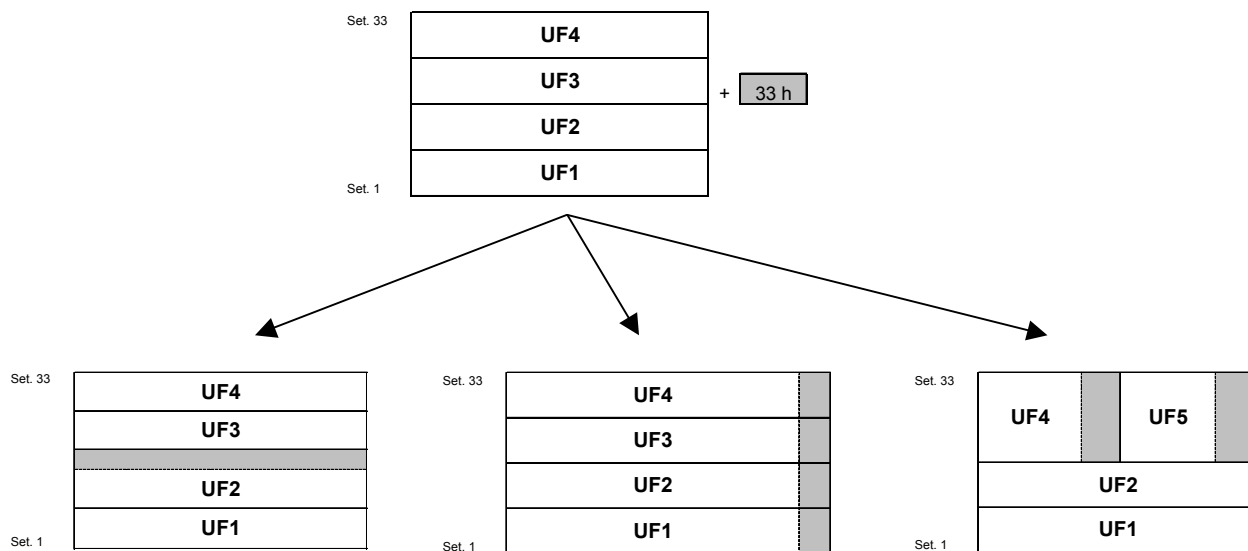 Set. 33
UF4
UF3
+ 33 h
UF2
UF1
Set. 1
Set. 33
UF4
UF3
UF2
UF1
Set. 1
Set. 33
UF4
UF3
UF2
UF1
Set. 1
Set. 33
UF4 UF5
UF2
UF1
Set. 1